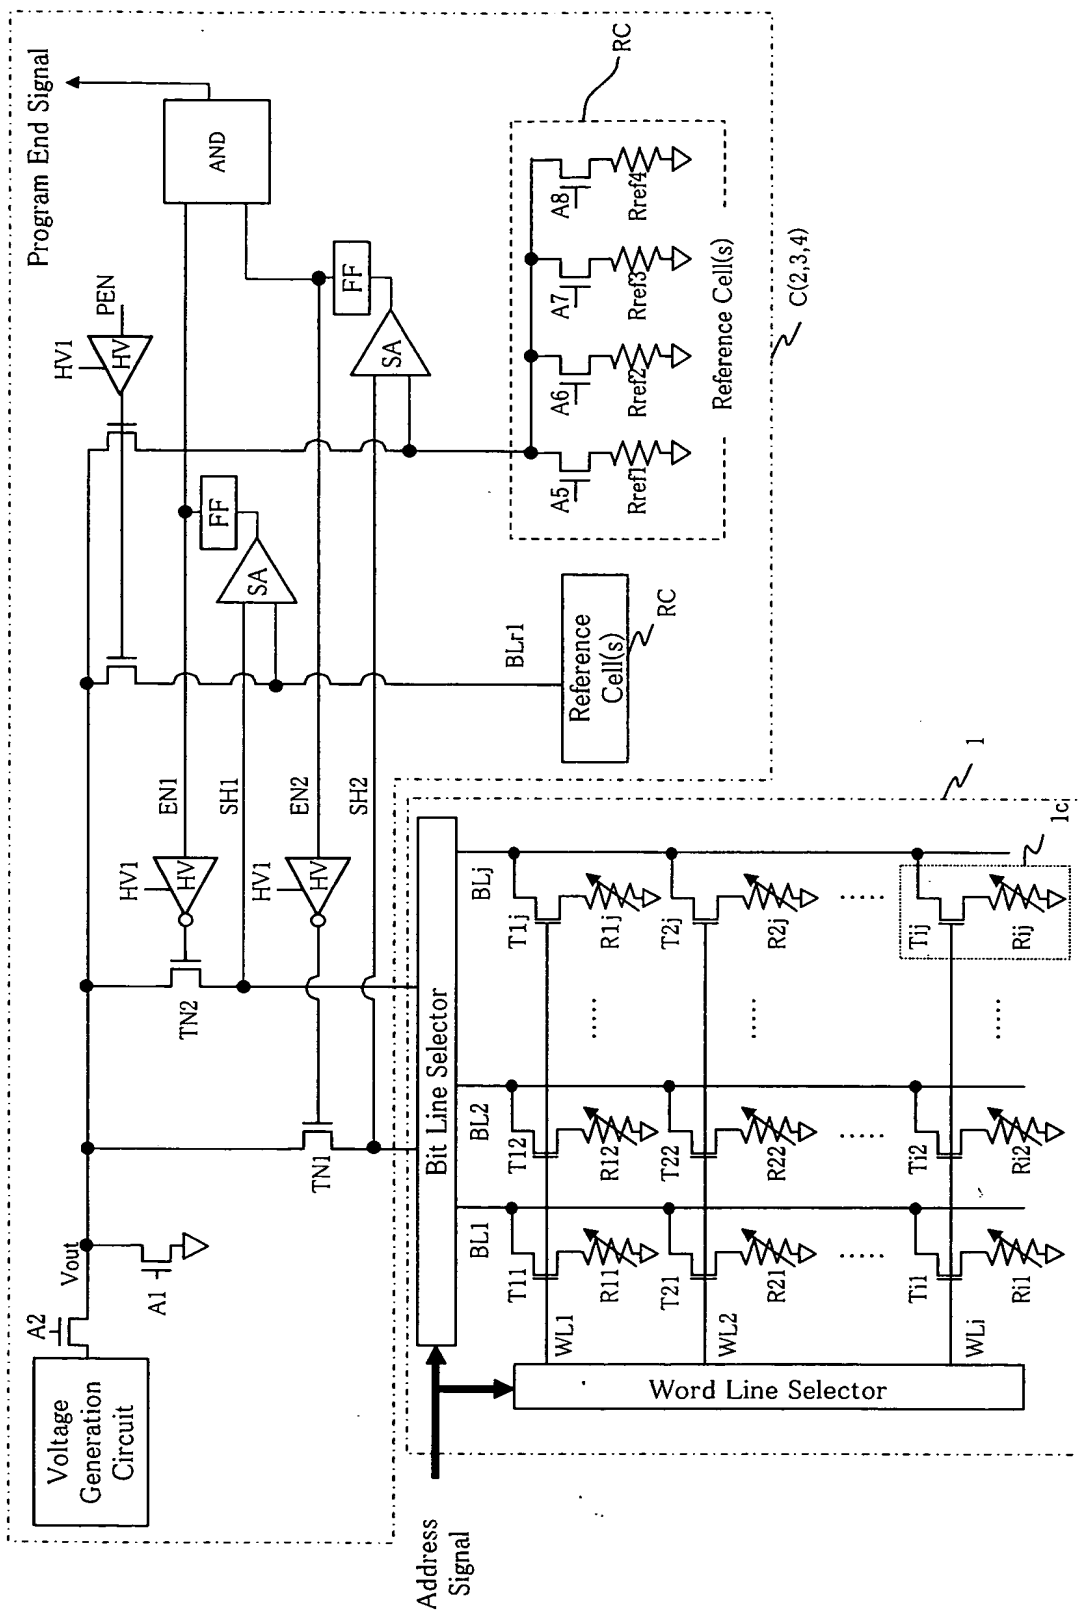 Program End Signal
AND
HV1
PEN
HV
FF
SA
FF
SA
RC
A5
A6
A7
A8
Rref1
Rref2
Rref3
Rref4
Reference Cell(s)
C(2,3,4)
BLr1
Reference
Cell(s)
RC
Voltage
Generation
Circuit
A2
Vout
A1
TN1
TN2
HV1
HV
EN1
SH1
HV1
HV
EN2
SH2
Address
Signal
Bit Line Selector
Word Line Selector
1
BL1
BL2
BLj
WL1
T11
R11
T12
R12
.....
T1j
R1j
WL2
T21
R21
T22
R22
.....
T2j
R2j
.....
.....
.....
WLi
Ti1
Ri1
Ti2
Ri2
.....
Tij
Rij
1c